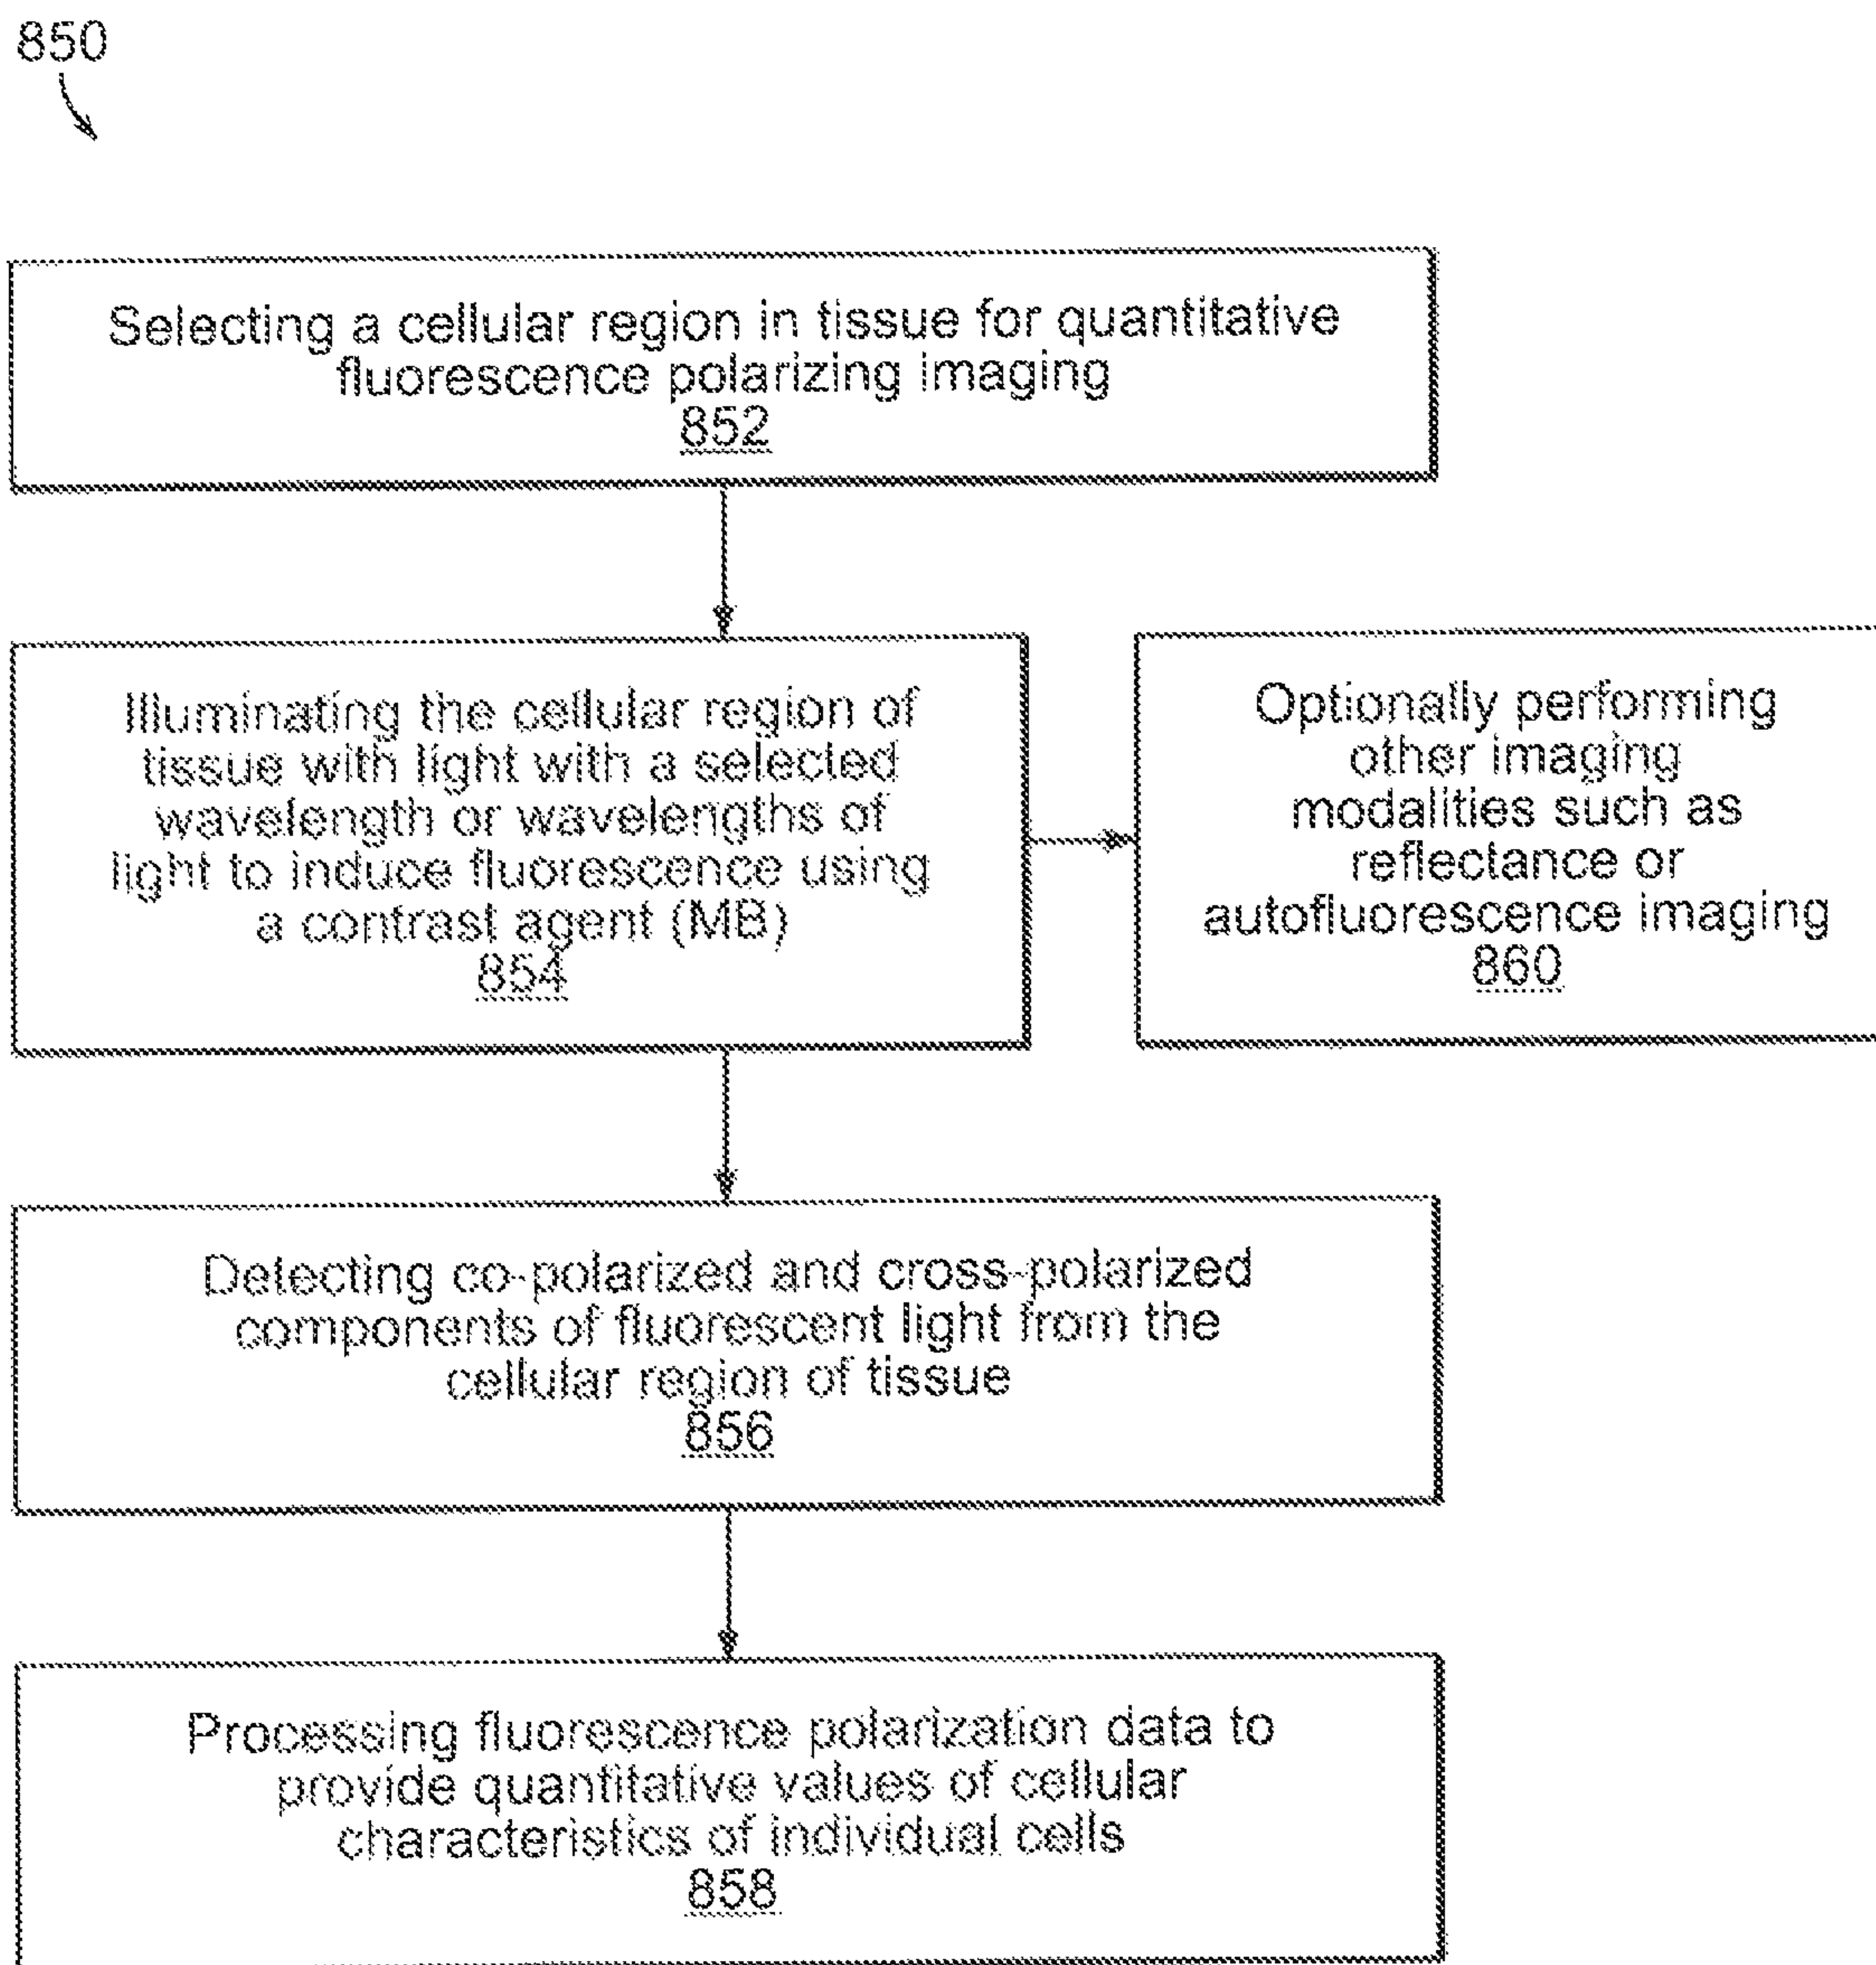 850
Selecting a cellular region in tissue for quantitative
fluorescence polarizing imaging
852
Illuminating the cellular region of
tissue with light with a selected
wavelength or wavelengths of
light to induce fluorescence using
a contrast agent (MB)
854
Optionally performing
other imaging
modalities such as
reflectance or
autofluorescence imaging
860
Detecting co-polarized and cross-polarized
components of fluorescent light from the
cellular region of tissue
856
Processing fluorescence polarization data to
provide quantitative values of cellular
characteristics of individual cells
858